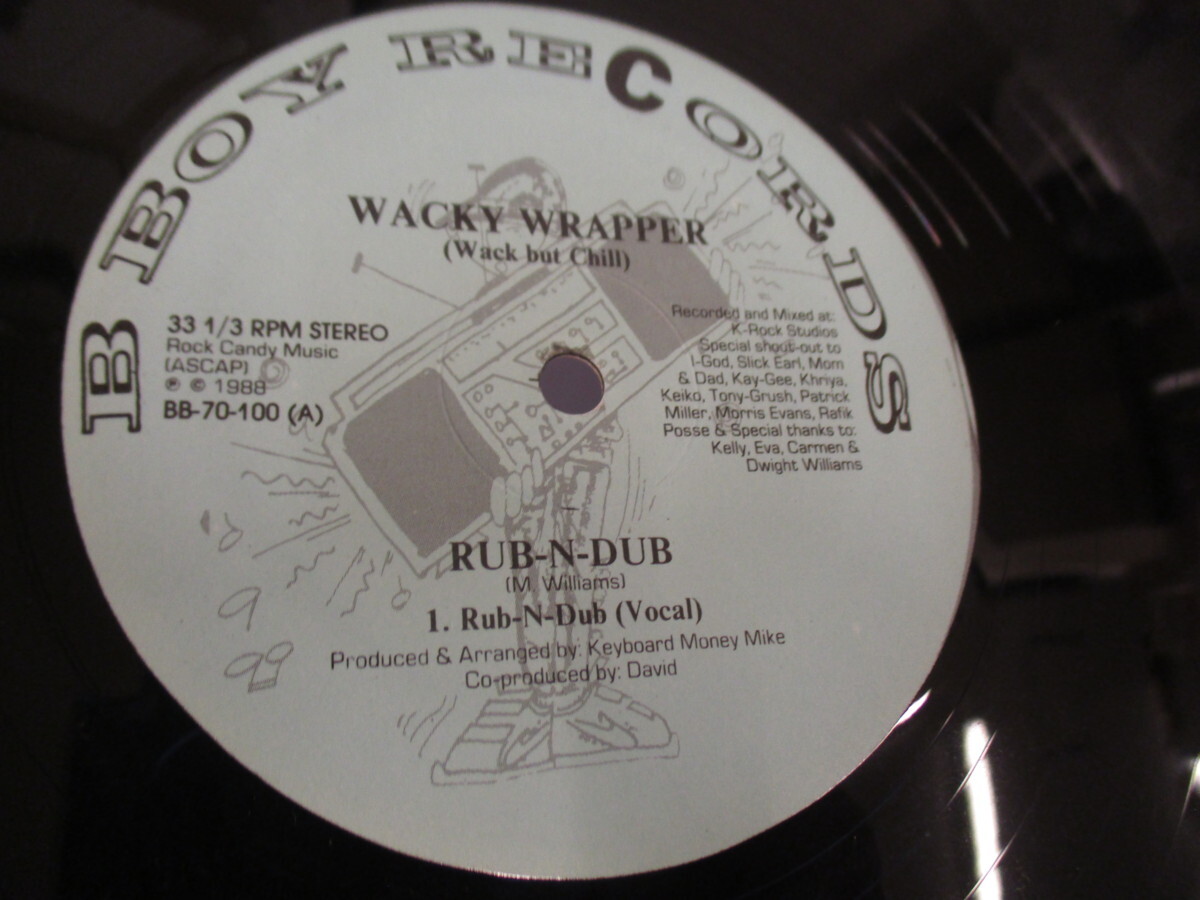 B BOY RECORDS
WACKY WRAPPER
(Wack but Chill)
33 1/3 RPM STEREO
Rock Candy Music
(ASCAP)
℗ © 1988
BB-70-100 (A)
Recorded and Mixed at:
K-Rock Studios
Special shout-out to
I-God, Slick Earl, Mom
& Dad, Kay-Gee, Khriya,
Keiko, Tony-Grush, Patrick
Miller, Morris Evans, Rafik
Posse & Special thanks to:
Kelly, Eva, Carmen &
Dwight Williams
RUB-N-DUB
(M. Williams)
1. Rub-N-Dub (Vocal)
Produced & Arranged by: Keyboard Money Mike
Co-produced by: David